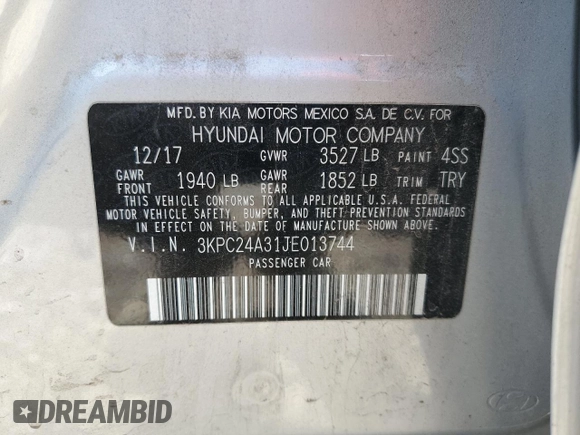 MFD. BY KIA MOTORS MEXICO S.A. DE C.V. FOR
HYUNDAI MOTOR COMPANY
12/17 GVWR 3527 LB PAINT 4SS
GAWR FRONT 1940 LB GAWR REAR 1852 LB TRIM TRY
THIS VEHICLE CONFORMS TO ALL APPLICABLE U.S.A. FEDERAL
MOTOR VEHICLE SAFETY, BUMPER, AND THEFT PREVENTION STANDARDS
IN EFFECT ON THE DATE OF MANUFACTURE SHOWN ABOVE.
V.I.N. 3KPC24A31JE013744
PASSENGER CAR
DREAMBID